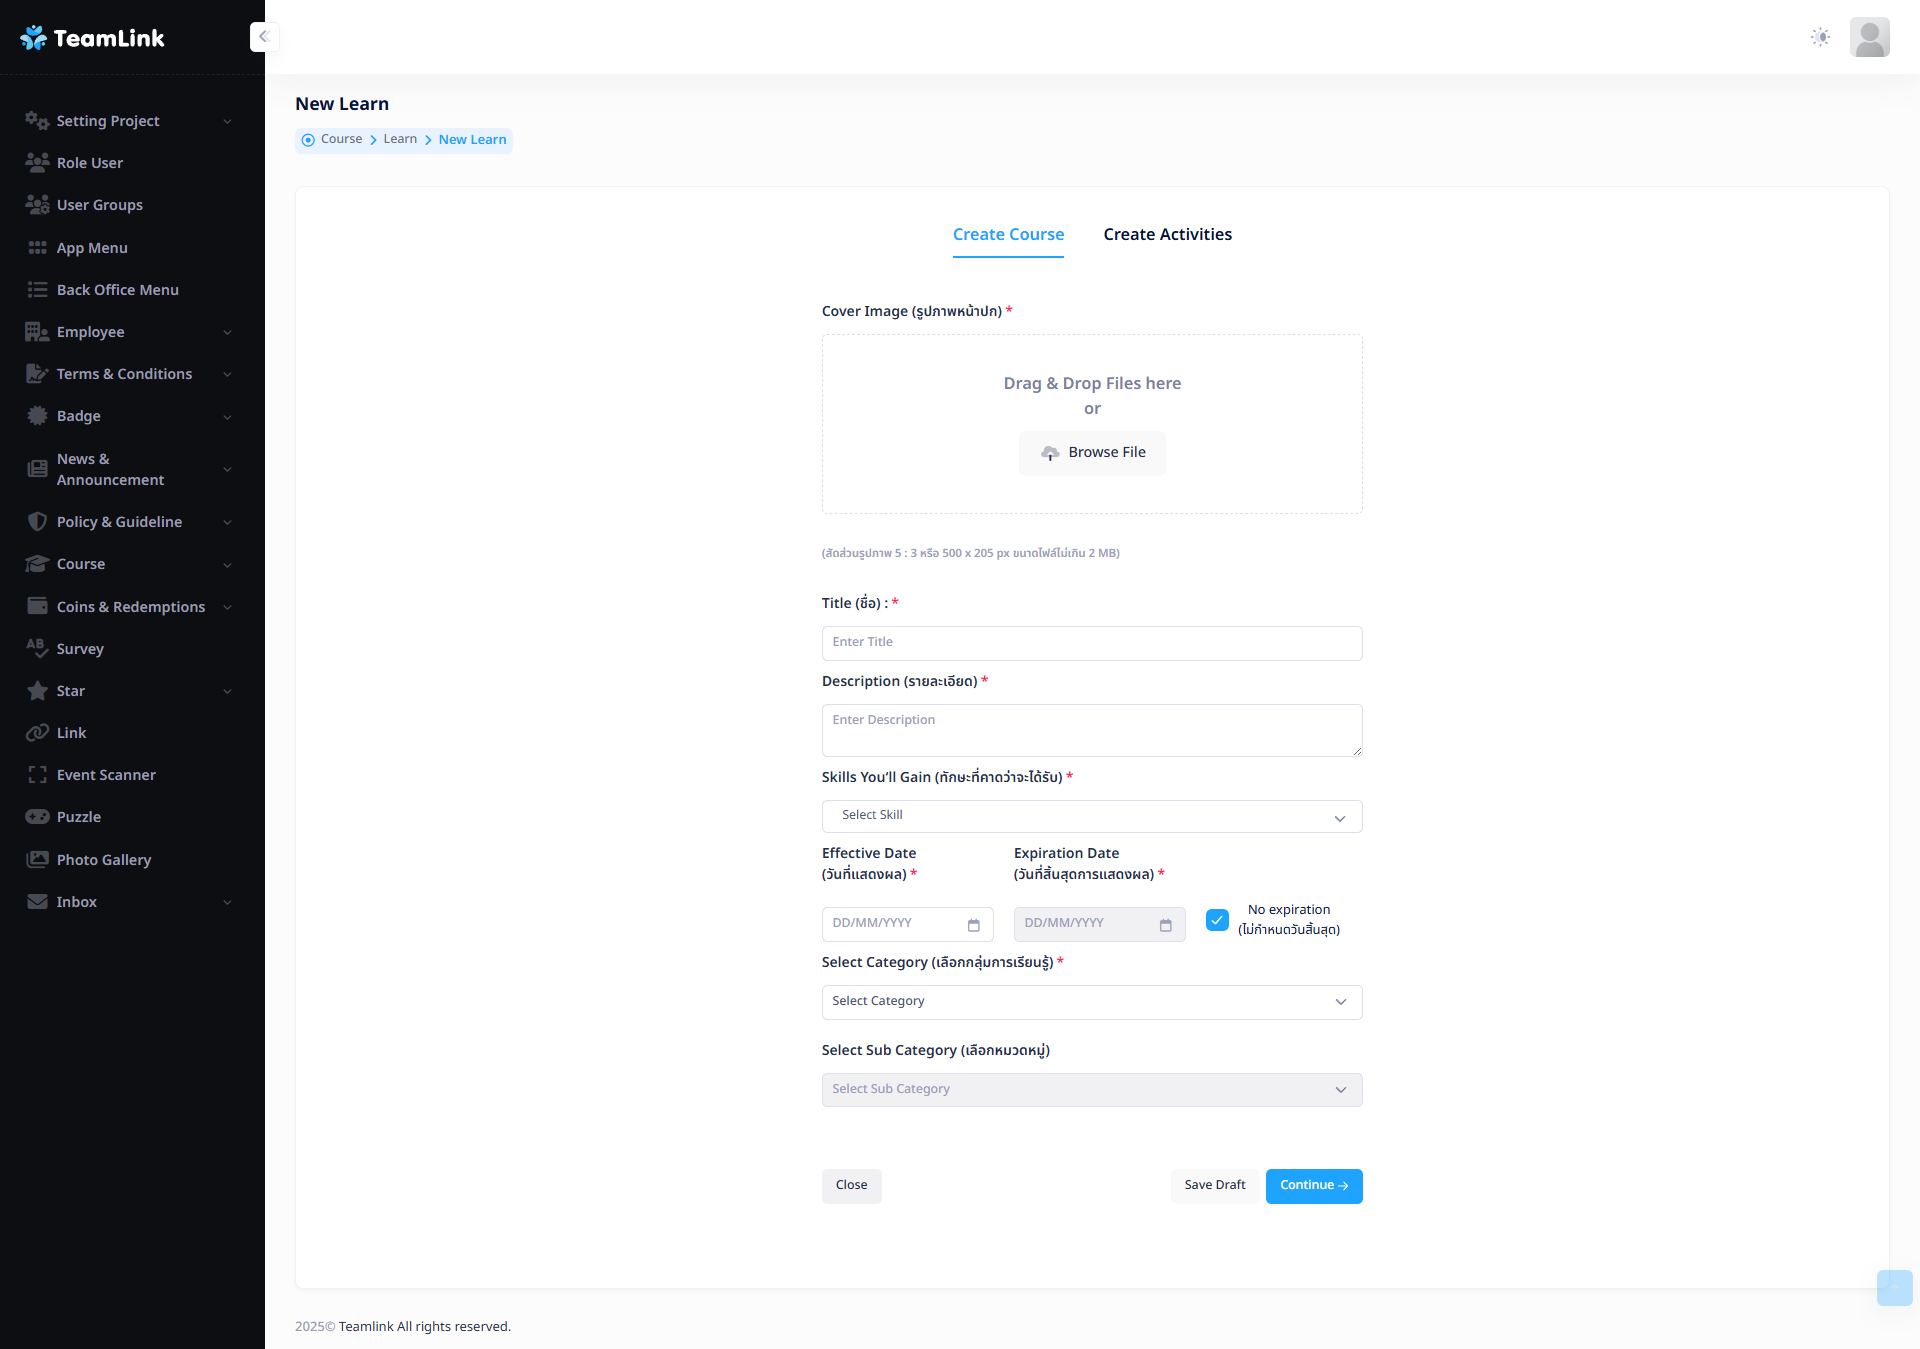 TeamLink
Setting Project
Role User
User Groups
App Menu
Back Office Menu
Employee
Terms & Conditions
Badge
News &
Announcement
Policy & Guideline
Course
Coins & Redemptions
Survey
Star
Link
Event Scanner
Puzzle
Photo Gallery
Inbox
New Learn
Course
Learn
New Learn
Create Course
Create Activities
Cover Image (รูปภาพหน้าปก) *
Drag & Drop Files here
or
Browse File
(สัดส่วนรูปภาพ 5 : 3 หรือ 500 x 205 px ขนาดไฟล์ไม่เกิน 2 MB)
Title (ชื่อ) : *
Enter Title
Description (รายละเอียด) *
Enter Description
Skills You’ll Gain (ทักษะที่คาดว่าจะได้รับ) *
Select Skill
Effective Date
(วันที่แสดงผล) *
DD/MM/YYYY
Expiration Date
(วันที่สิ้นสุดการแสดงผล) *
DD/MM/YYYY
No expiration
(ไม่กำหนดวันสิ้นสุด)
Select Category (เลือกกลุ่มการเรียนรู้) *
Select Category
Select Sub Category (เลือกหมวดหมู่)
Select Sub Category
Close
Save Draft
Continue
2025© Teamlink All rights reserved.